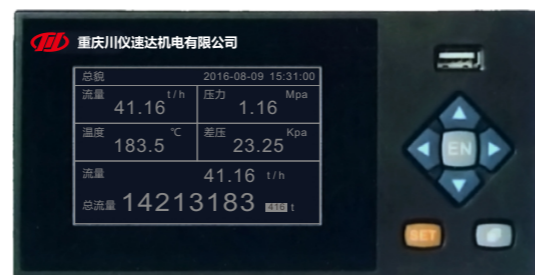 重庆川仪速达机电有限公司
总貌 2016-08-09 15:31:00
流量 t/h 压力 Mpa
41.16 1.16
温度 ℃ 差压 Kpa
183.5 23.25
流量 41.16 t/h
总流量 14213183 416 t
EN
SET